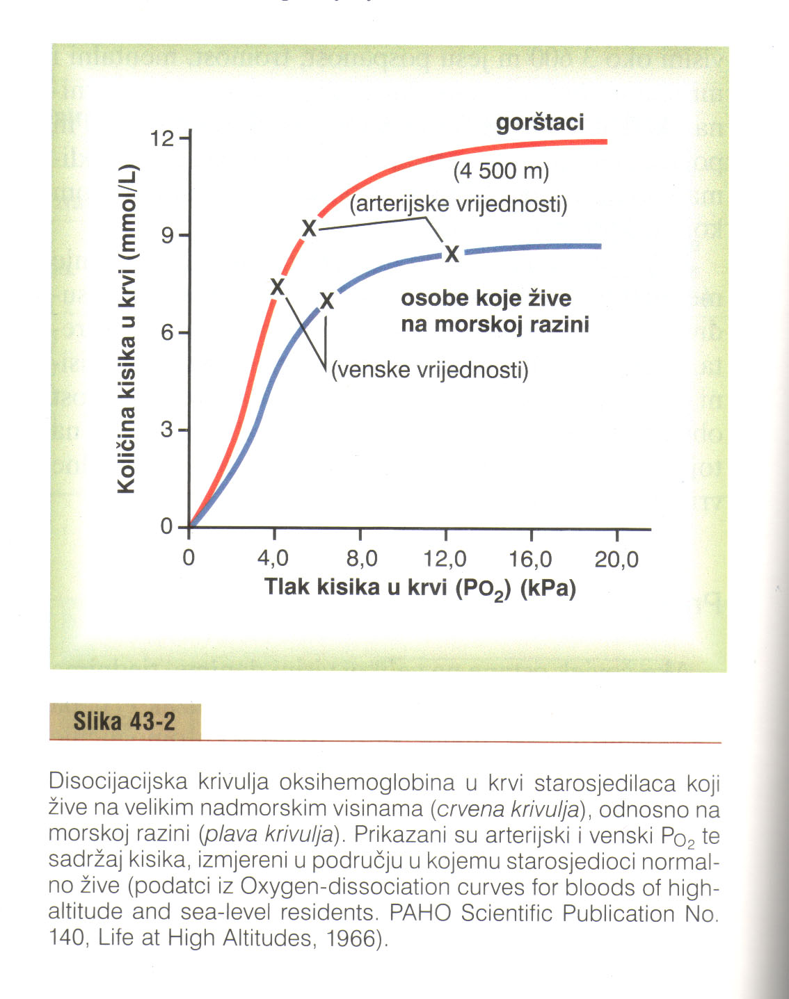 gorštaci
(4 500 m)
(arterijske vrijednosti)
osobe koje žive
na morskoj razini
(venske vrijednosti)
Količina kisika u krvi (mmol/L)
12
9
6
3
0
0 4,0 8,0 12,0 16,0 20,0
Tlak kisika u krvi (PO₂) (kPa)
X
X
X
X
Slika 43-2
Disocijacijska krivulja oksihemoglobina u krvi starosjedilaca koji
žive na velikim nadmorskim visinama (crvena krivulja), odnosno na
morskoj razini (plava krivulja). Prikazani su arterijski i venski PO₂ te
sadržaj kisika, izmjereni u području u kojemu starosjedioci normal-
no žive (podatci iz Oxygen-dissociation curves for bloods of high-
altitude and sea-level residents. PAHO Scientific Publication No.
140, Life at High Altitudes, 1966).